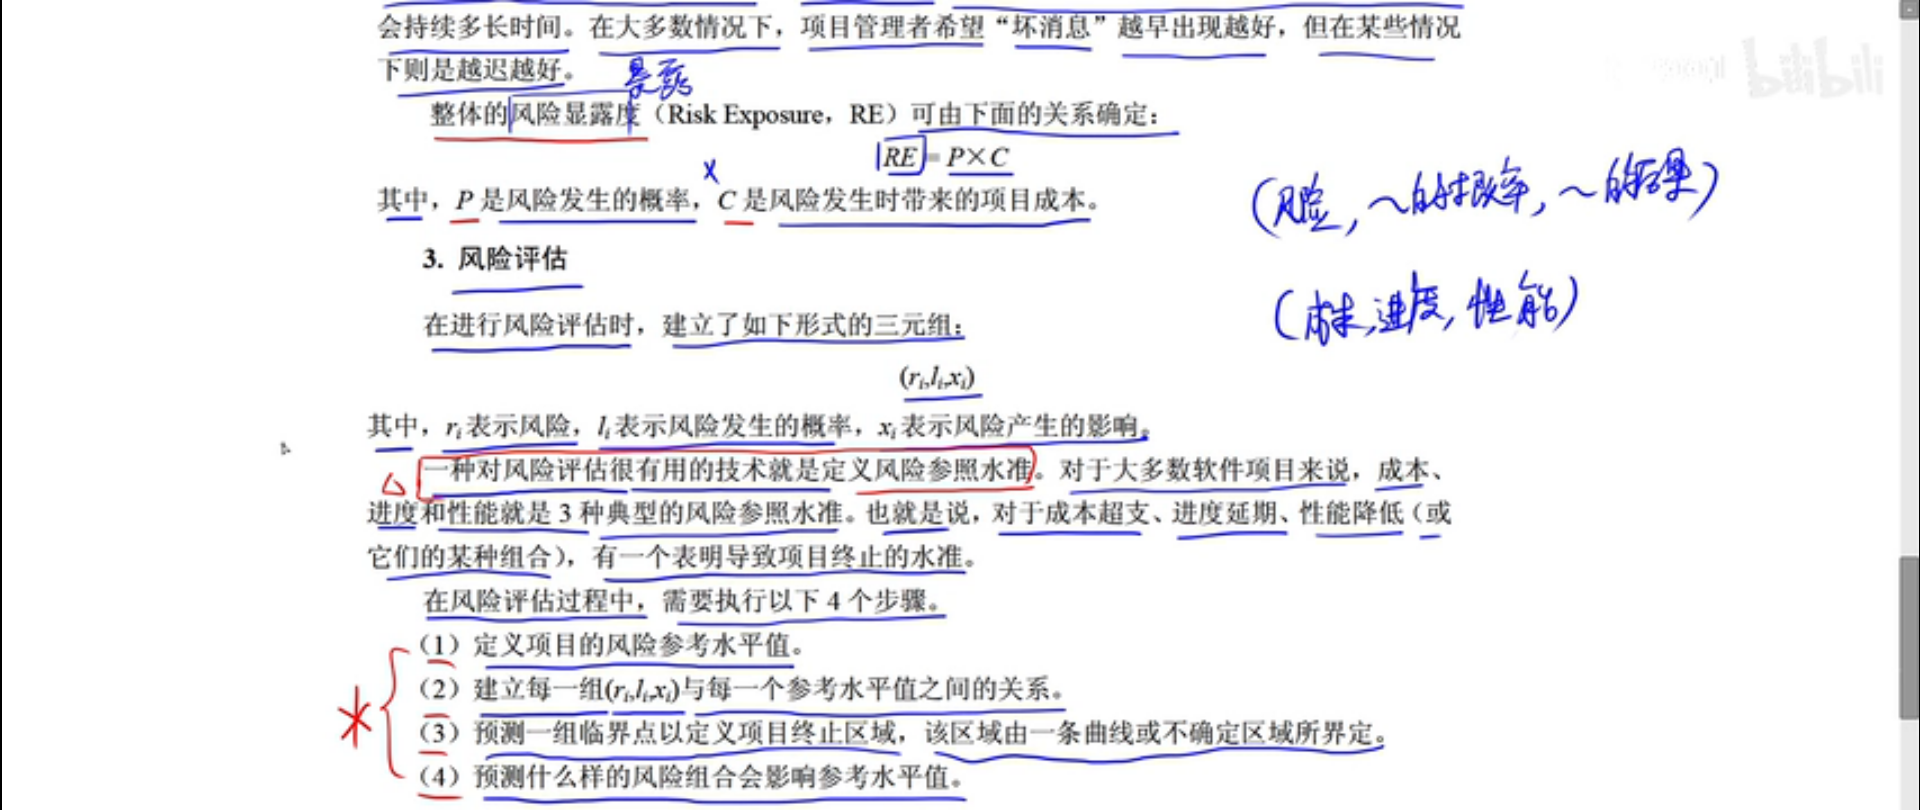 会持续多长时间。在大多数情况下，项目管理者希望“坏消息”越早出现越好，但在某些情况
下则是越迟越好。
暴露
整体的风险显露度（Risk Exposure，RE）可由下面的关系确定：
RE = P×C
x
其中，P 是风险发生的概率，C 是风险发生时带来的项目成本。
(风险，～的概率，～的后果)
3. 风险评估
(成本，进度，性能)
在进行风险评估时，建立了如下形式的三元组：
(ri,li,xi)
其中，ri 表示风险，li 表示风险发生的概率，xi 表示风险产生的影响。
一种对风险评估很有用的技术就是定义风险参照水准。对于大多数软件项目来说，成本、
进度和性能就是 3 种典型的风险参照水准。也就是说，对于成本超支、进度延期、性能降低（或
它们的某种组合），有一个表明导致项目终止的水准。
在风险评估过程中，需要执行以下 4 个步骤。
（1）定义项目的风险参考水平值。
（2）建立每一组(ri,li,xi)与每一个参考水平值之间的关系。
（3）预测一组临界点以定义项目终止区域，该区域由一条曲线或不确定区域所界定。
（4）预测什么样的风险组合会影响参考水平值。
bilibili